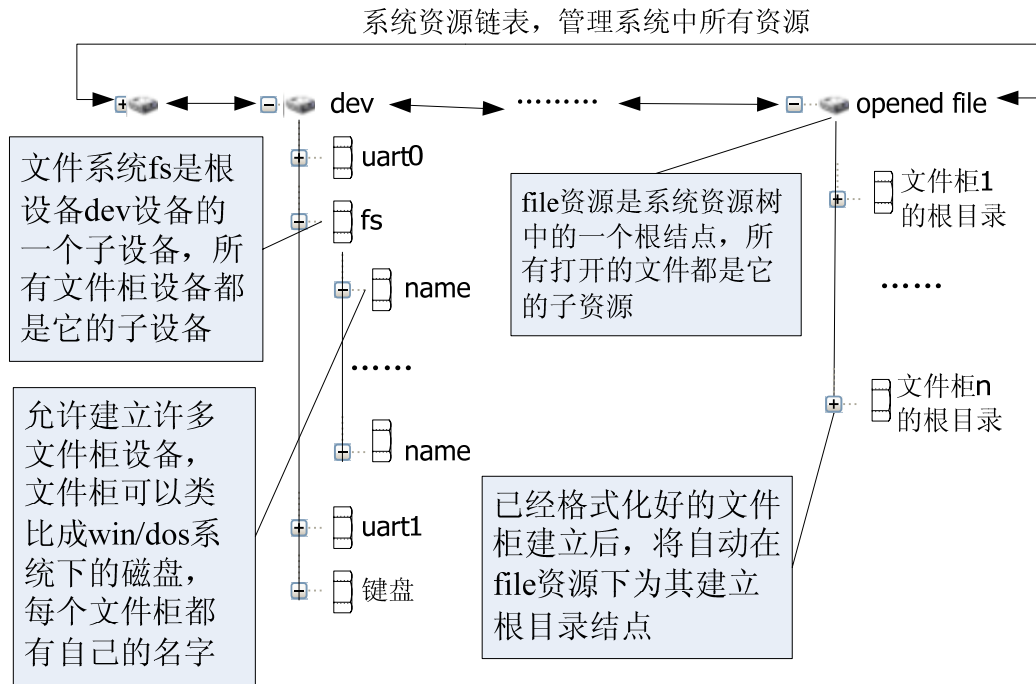 系统资源链表，管理系统中所有资源
dev
………
opened file
文件系统fs是根
设备dev设备的
一个子设备，所
有文件柜设备都
是它的子设备
uart0
fs
name
……
name
uart1
键盘
允许建立许多
文件柜设备，
文件柜可以类
比成win/dos系
统下的磁盘，
每个文件柜都
有自己的名字
file资源是系统资源树
中的一个根结点，所
有打开的文件都是它
的子资源
文件柜1
的根目录
……
文件柜n
的根目录
已经格式化好的文件
柜建立后，将自动在
file资源下为其建立
根目录结点